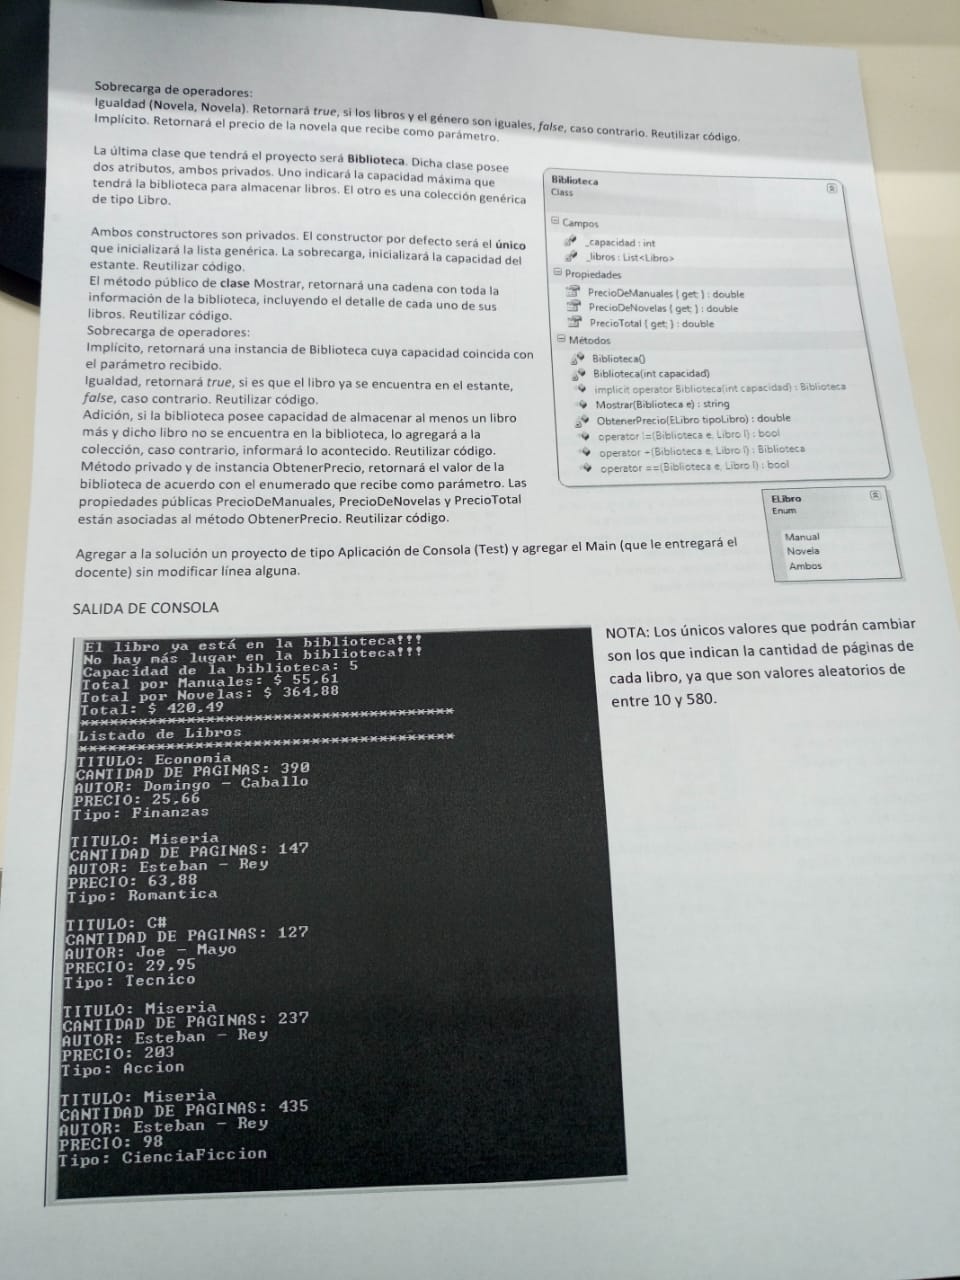 Sobrecarga de operadores:
Igualdad (Novela, Novela). Retornará true, si los libros y el género son iguales, false, caso contrario. Reutilizar código.
Implícito. Retornará el precio de la novela que recibe como parámetro.
La última clase que tendrá el proyecto será Biblioteca. Dicha clase posee
dos atributos, ambos privados. Uno indicará la capacidad máxima que
tendrá la biblioteca para almacenar libros. El otro es una colección genérica
de tipo Libro.
Ambos constructores son privados. El constructor por defecto será el único
que inicializará la lista genérica. La sobrecarga, inicializará la capacidad del
estante. Reutilizar código.
El método público de clase Mostrar, retornará una cadena con toda la
información de la biblioteca, incluyendo el detalle de cada uno de sus
libros. Reutilizar código.
Sobrecarga de operadores:
Implícito, retornará una instancia de Biblioteca cuya capacidad coincida con
el parámetro recibido.
Igualdad, retornará true, si es que el libro ya se encuentra en el estante,
false, caso contrario. Reutilizar código.
Adición, si la biblioteca posee capacidad de almacenar al menos un libro
más y dicho libro no se encuentra en la biblioteca, lo agregará a la
colección, caso contrario, informará lo acontecido. Reutilizar código.
Método privado y de instancia ObtenerPrecio, retornará el valor de la
biblioteca de acuerdo con el enumerado que recibe como parámetro. Las
propiedades públicas PrecioDeManuales, PrecioDeNovelas y PrecioTotal
están asociadas al método ObtenerPrecio. Reutilizar código.
Biblioteca
Class
Campos
_capacidad : int
_libros : List<Libro>
Propiedades
PrecioDeManuales { get; } : double
PrecioDeNovelas { get; } : double
PrecioTotal { get; } : double
Métodos
Biblioteca()
Biblioteca(int capacidad)
implicit operator Biblioteca(int capacidad) : Biblioteca
Mostrar(Biblioteca e) : string
ObtenerPrecio(ELibro tipoLibro) : double
operator !=(Biblioteca e, Libro l) : bool
operator +(Biblioteca e, Libro l) : Biblioteca
operator ==(Biblioteca e, Libro l) : bool
ELibro
Enum
Manual
Novela
Ambos
Agregar a la solución un proyecto de tipo Aplicación de Consola (Test) y agregar el Main (que le entregará el
docente) sin modificar línea alguna.
SALIDA DE CONSOLA
El libro ya está en la biblioteca!!!
No hay más lugar en la biblioteca!!!
Capacidad de la biblioteca: 5
Total por Manuales: $ 55,61
Total por Novelas: $ 364,88
Total: $ 420,49
***********************************
Listado de Libros
***********************************
TITULO: Economia
CANTIDAD DE PAGINAS: 390
AUTOR: Domingo - Caballo
PRECIO: 25,66
Tipo: Finanzas
TITULO: Miseria
CANTIDAD DE PAGINAS: 147
AUTOR: Esteban - Rey
PRECIO: 63,88
Tipo: Romantica
TITULO: C#
CANTIDAD DE PAGINAS: 127
AUTOR: Joe - Mayo
PRECIO: 29,95
Tipo: Tecnico
TITULO: Miseria
CANTIDAD DE PAGINAS: 237
AUTOR: Esteban - Rey
PRECIO: 203
Tipo: Accion
TITULO: Miseria
CANTIDAD DE PAGINAS: 435
AUTOR: Esteban - Rey
PRECIO: 98
Tipo: CienciaFiccion
NOTA: Los únicos valores que podrán cambiar
son los que indican la cantidad de páginas de
cada libro, ya que son valores aleatorios de
entre 10 y 580.